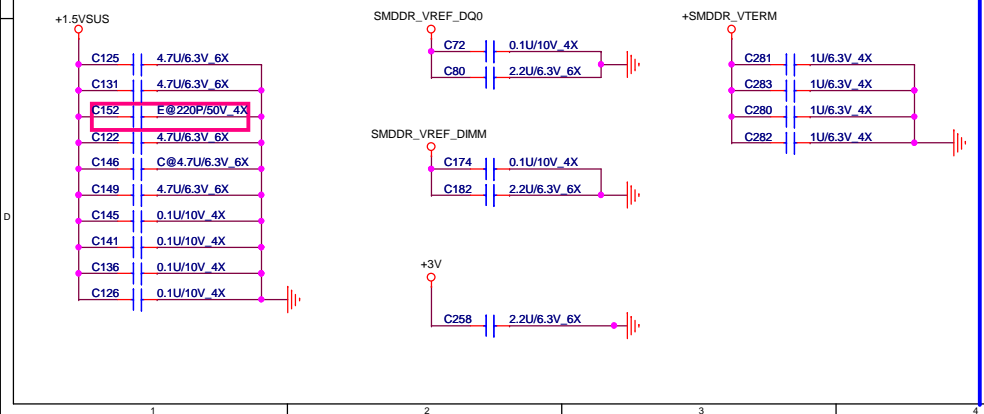 +1.5VSUS
C125 4.7U/6.3V_6X
C131 4.7U/6.3V_6X
C152 E@220P/50V_4X
C122 4.7U/6.3V_6X
C146 C@4.7U/6.3V_6X
C149 4.7U/6.3V_6X
C145 0.1U/10V_4X
C141 0.1U/10V_4X
C136 0.1U/10V_4X
C126 0.1U/10V_4X
SMDDR_VREF_DQ0
C72 0.1U/10V_4X
C80 2.2U/6.3V_6X
SMDDR_VREF_DIMM
C174 0.1U/10V_4X
C182 2.2U/6.3V_6X
+3V
C258 2.2U/6.3V_6X
+SMDDR_VTERM
C281 1U/6.3V_4X
C283 1U/6.3V_4X
C280 1U/6.3V_4X
C282 1U/6.3V_4X
D
1 2 3 4